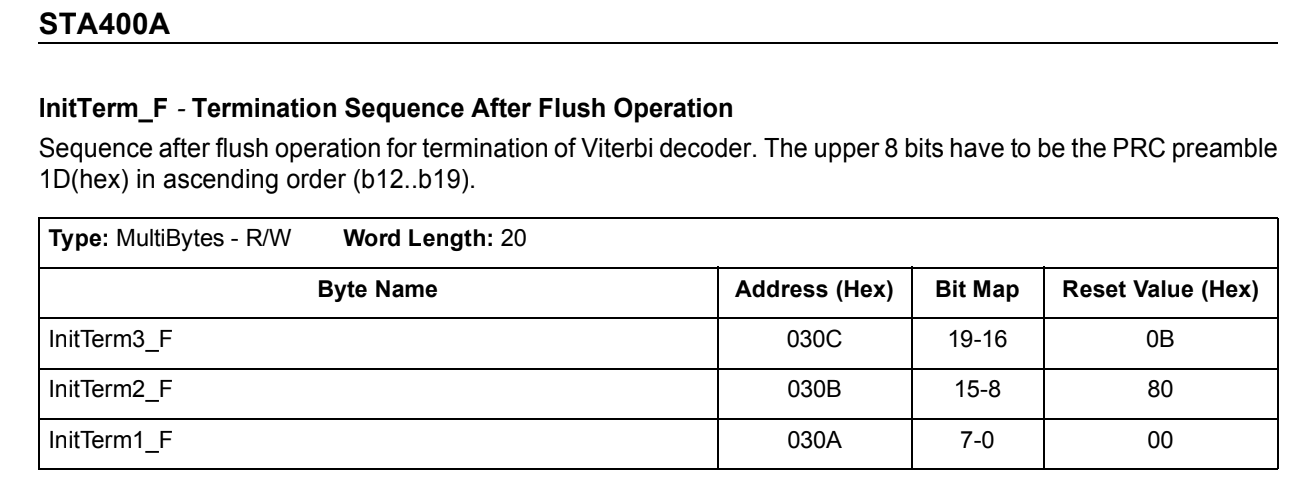 STA400A
InitTerm_F - Termination Sequence After Flush Operation
Sequence after flush operation for termination of Viterbi decoder. The upper 8 bits have to be the PRC preamble
1D(hex) in ascending order (b12..b19).
Type: MultiBytes - R/W Word Length: 20
Byte Name Address (Hex) Bit Map Reset Value (Hex)
InitTerm3_F 030C 19-16 0B
InitTerm2_F 030B 15-8 80
InitTerm1_F 030A 7-0 00